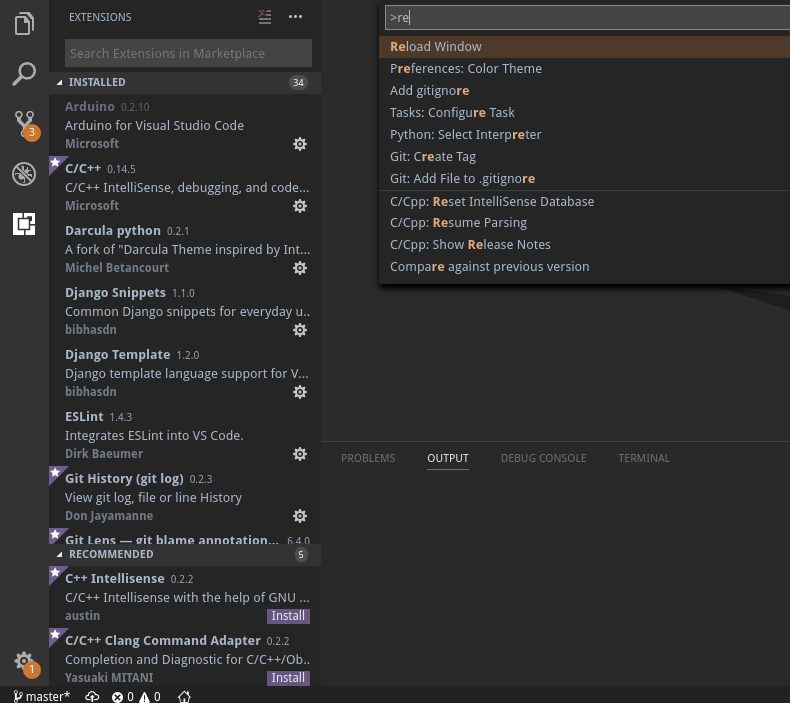 EXTENSIONS
Search Extensions in Marketplace
INSTALLED 34
Arduino 0.2.10
Arduino for Visual Studio Code
Microsoft
C/C++ 0.14.5
C/C++ IntelliSense, debugging, and code...
Microsoft
Darcula python 0.2.1
A fork of "Darcula Theme inspired by Int...
Michel Betancourt
Django Snippets 1.1.0
Common Django snippets for everyday u..
bibhasdn
Django Template 1.2.0
Django template language support for V...
bibhasdn
ESLint 1.4.3
Integrates ESLint into VS Code.
Dirk Baeumer
Git History (git log) 0.2.3
View git log, file or line History
Don Jayamanne
Git Lens — git blame annotation... 6.4.0
RECOMMENDED 5
C++ Intellisense 0.2.2
C/C++ Intellisense with the help of GNU ...
austin Install
C/C++ Clang Command Adapter 0.2.2
Completion and Diagnostic for C/C++/Ob..
Yasuaki MITANI Install
3
1
>re
Reload Window
Preferences: Color Theme
Add gitignore
Tasks: Configure Task
Python: Select Interpreter
Git: Create Tag
Git: Add File to .gitignore
C/Cpp: Reset IntelliSense Database
C/Cpp: Resume Parsing
C/Cpp: Show Release Notes
Compare against previous version
PROBLEMS OUTPUT DEBUG CONSOLE TERMINAL
master* 0 0